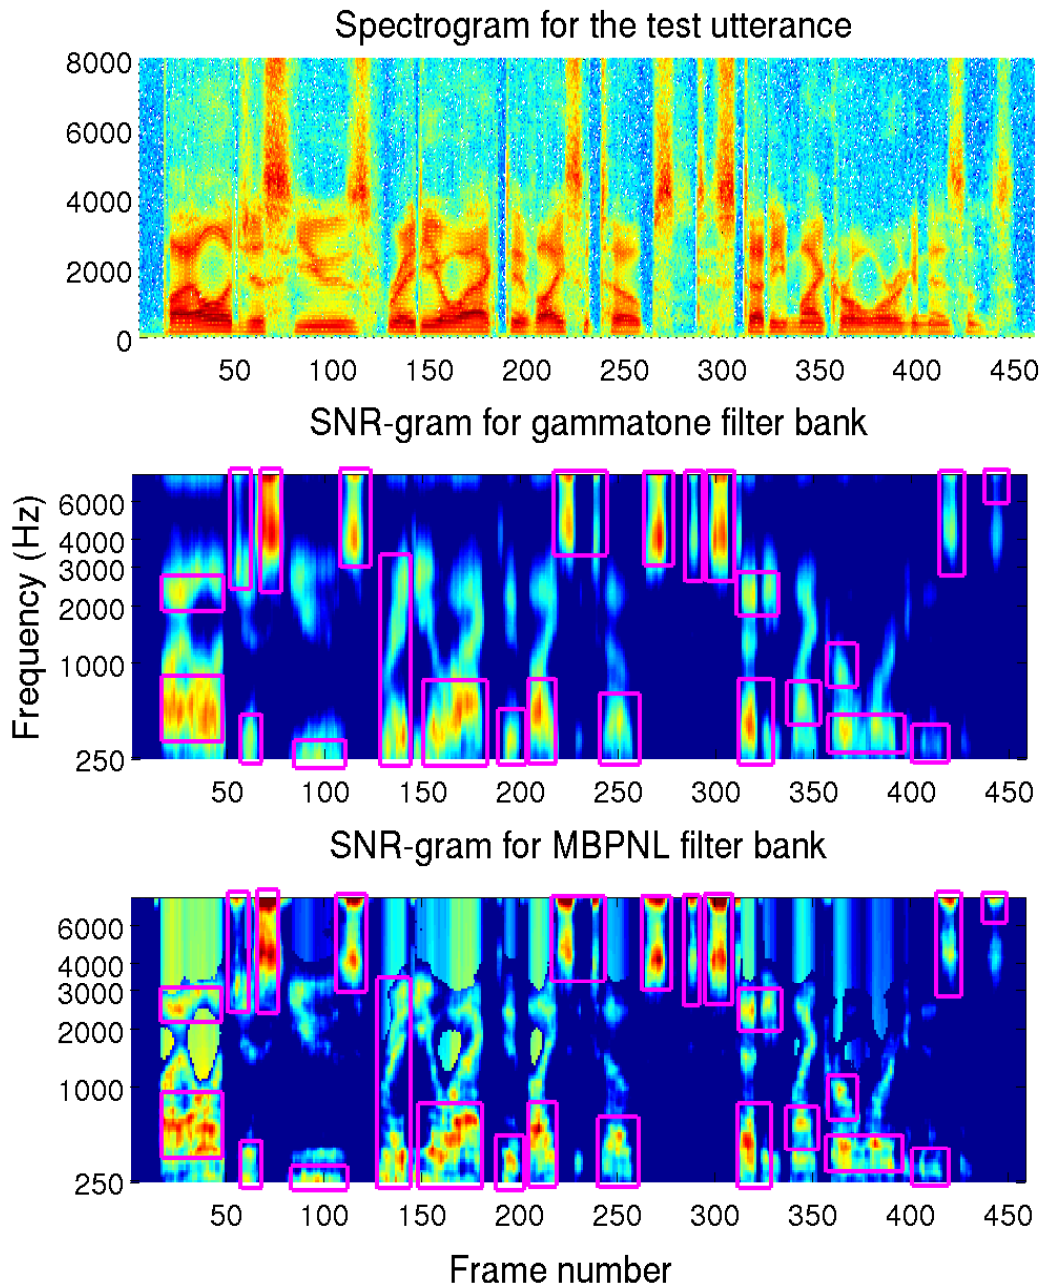 Spectrogram for the test utterance
8000
6000
4000
2000
0
50 100 150 200 250 300 350 400 450
SNR-gram for gammatone filter bank
Frequency (Hz)
6000
4000
3000
2000
1000
250
50 100 150 200 250 300 350 400 450
SNR-gram for MBPNL filter bank
6000
4000
3000
2000
1000
250
50 100 150 200 250 300 350 400 450
Frame number